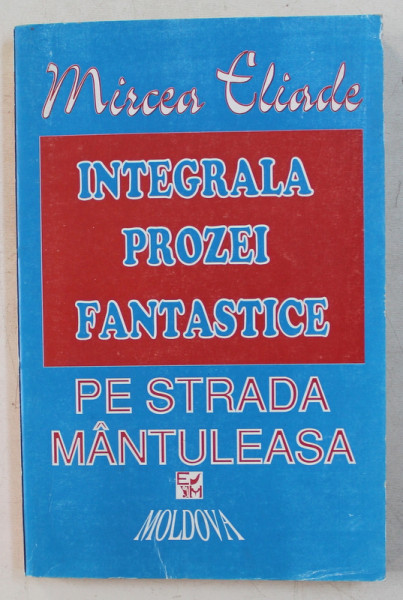 Mircea Eliade
INTEGRALA
PROZEI
FANTASTICE
PE STRADA
MÂNTULEASA
E M
MOLDOVA